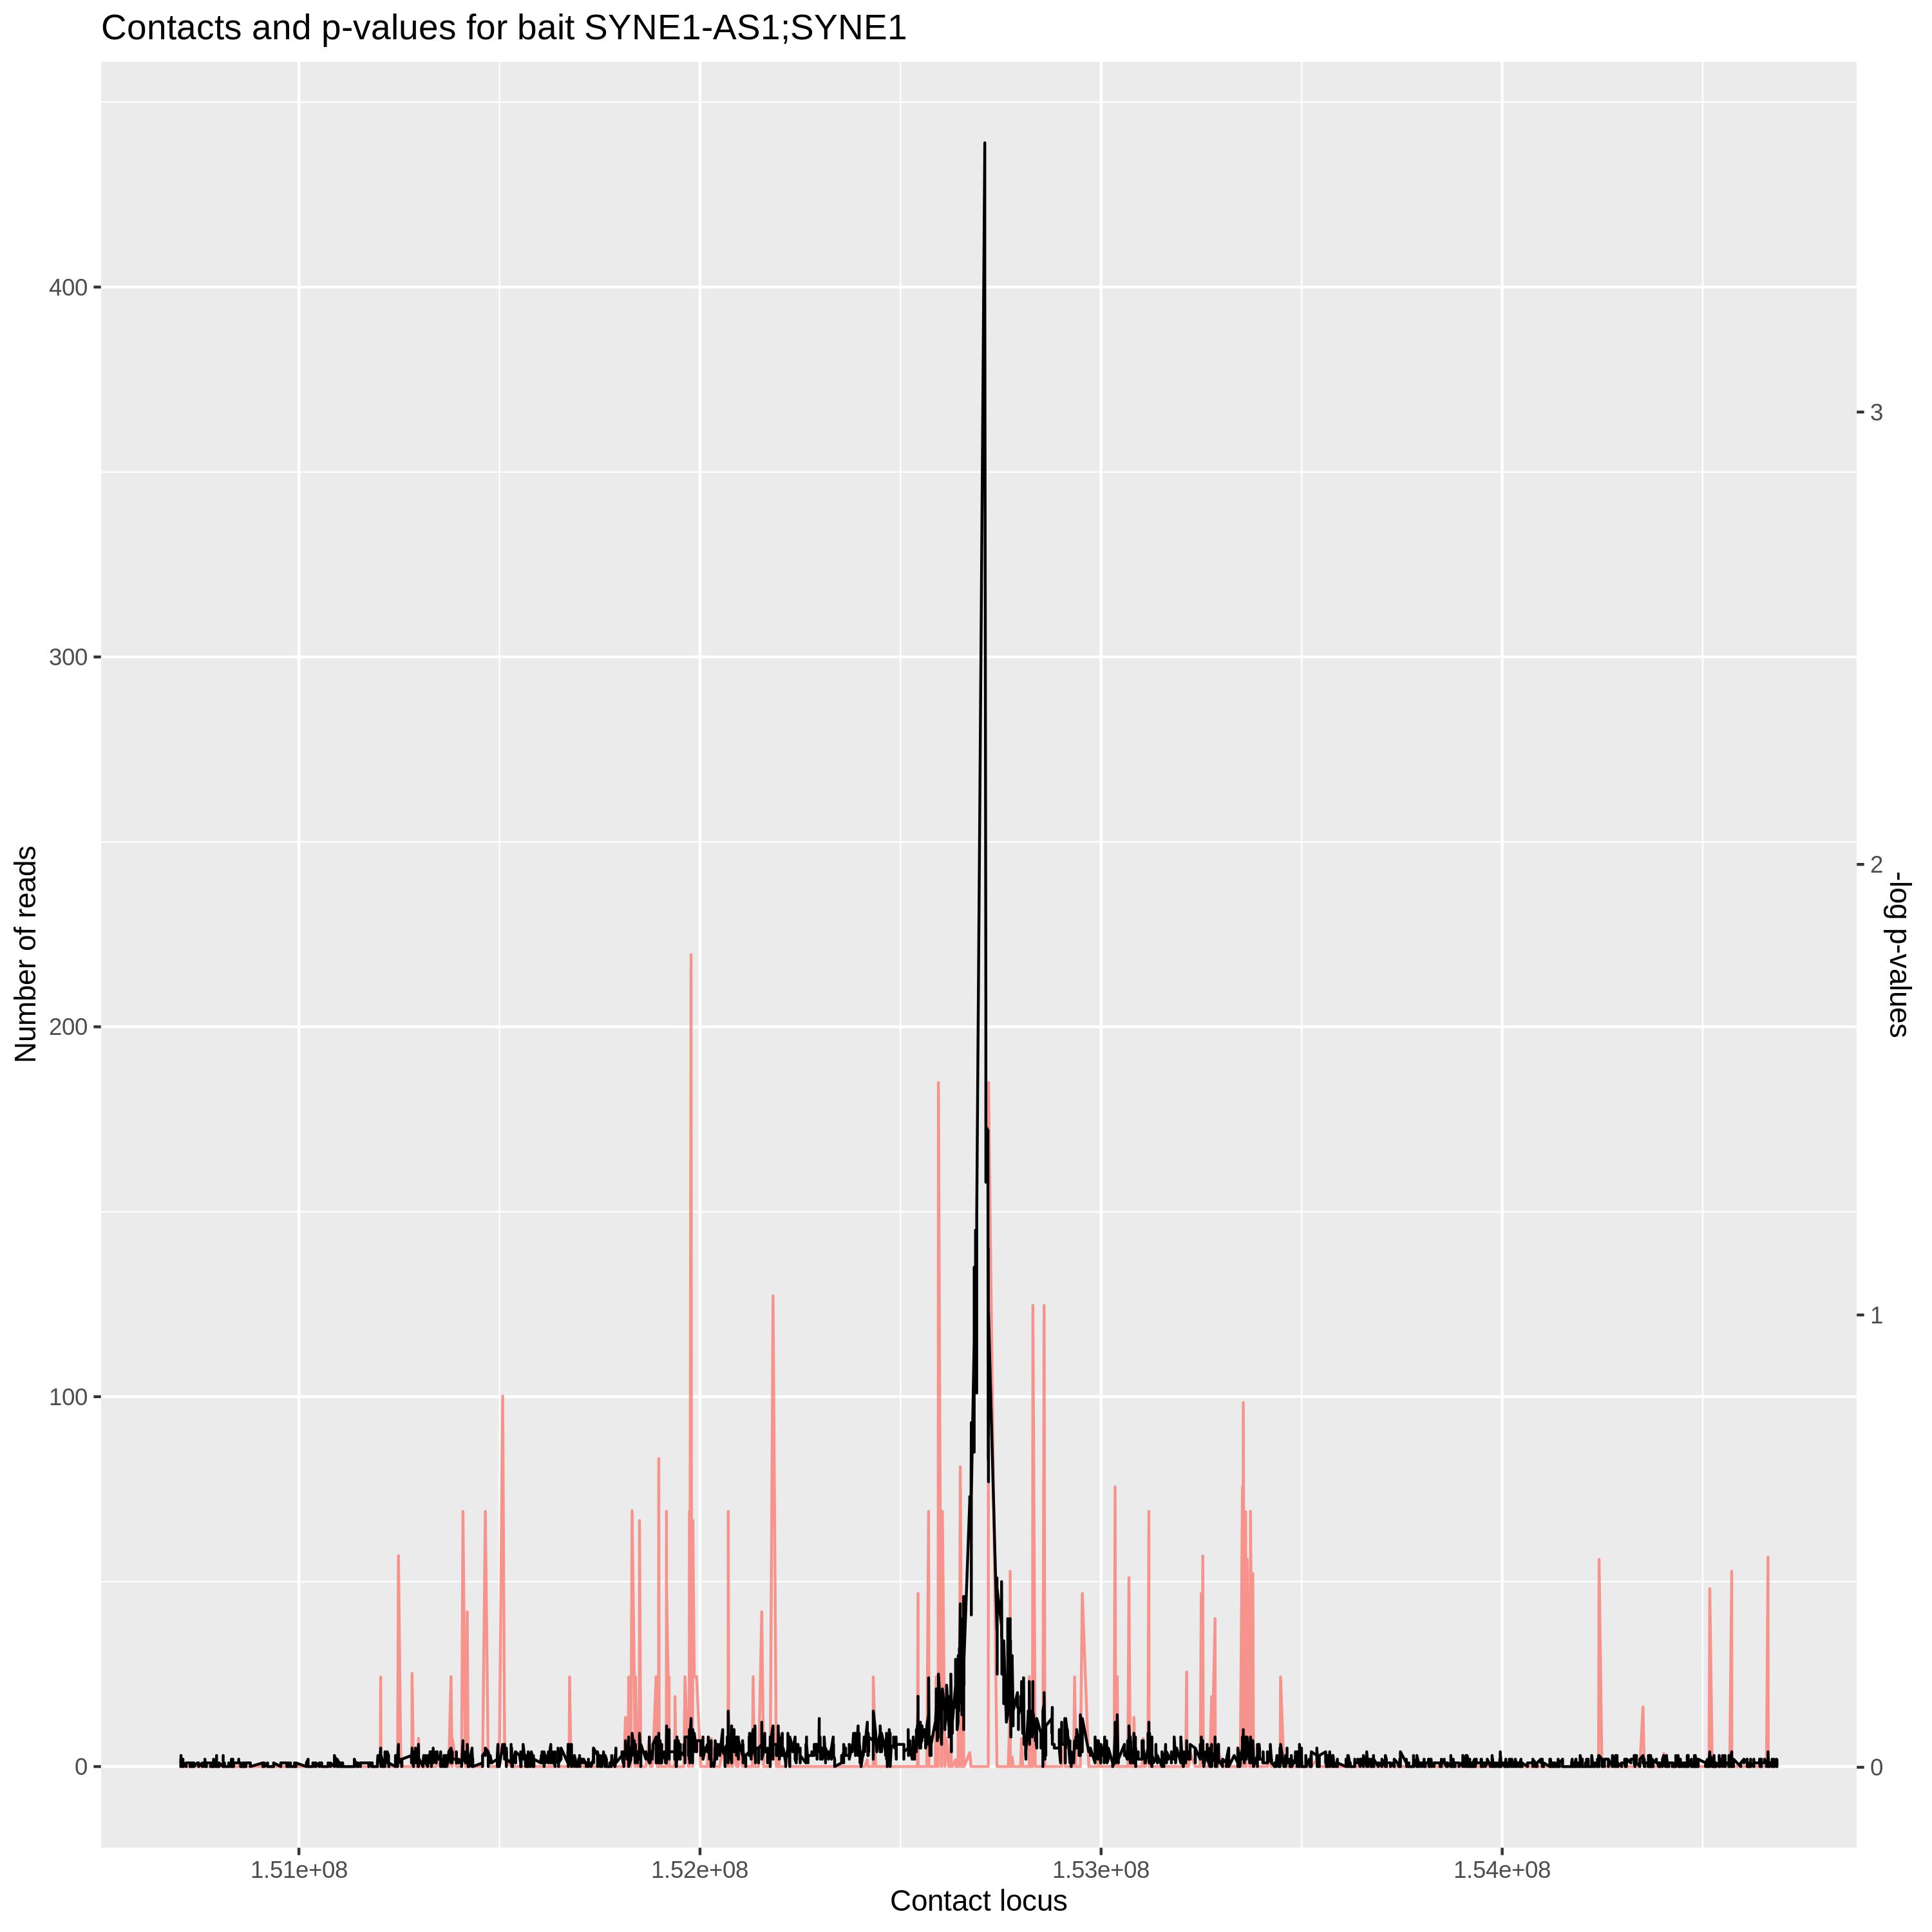 Contacts and p-values for bait SYNE1-AS1;SYNE1
400
300
200
100
0
Number of reads
3
2
1
0
-log p-values
1.51e+08
1.52e+08
1.53e+08
1.54e+08
Contact locus